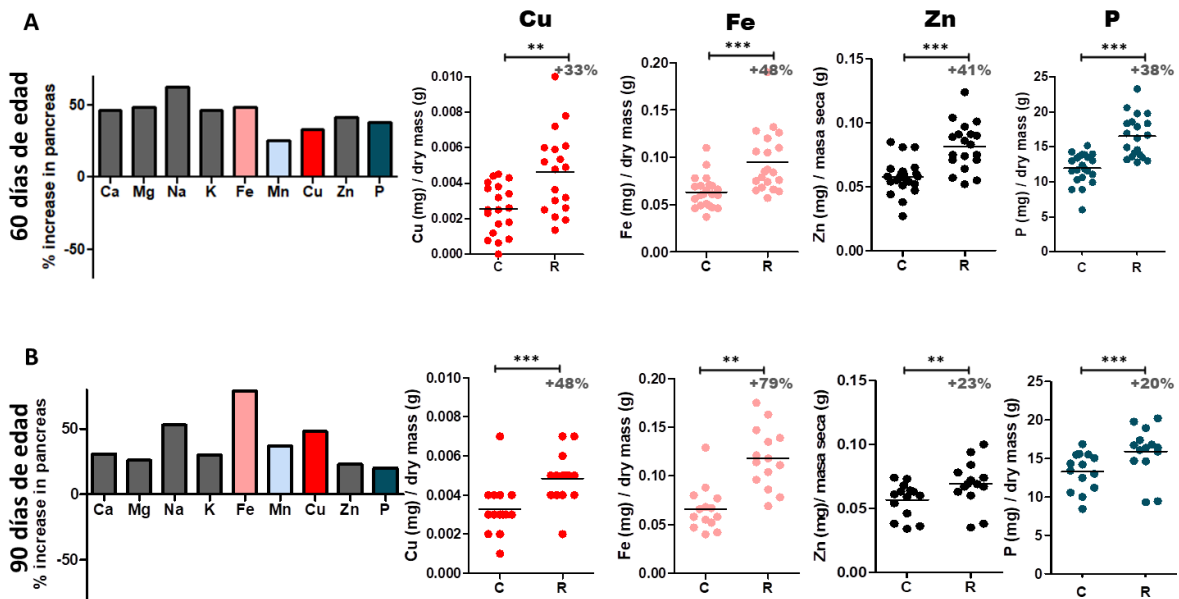 A
60 días de edad
% increase in pancreas
50
0
-50
Ca Mg Na K Fe Mn Cu Zn P
Cu
**
+33%
Cu (mg) / dry mass (g)
0.010
0.008
0.006
0.004
0.002
0.000
C R
Fe
***
+48%
Fe (mg) / dry mass (g)
0.20
0.15
0.10
0.05
0.00
C R
Zn
***
+41%
Zn (mg) / masa seca (g)
0.15
0.10
0.05
0.00
C R
P
***
+38%
P (mg) / dry mass (g)
25
20
15
10
5
0
C R
B
90 días de edad
% increase in pancreas
50
0
-50
Ca Mg Na K Fe Mn Cu Zn P
***
+48%
Cu (mg) / dry mass (g)
0.010
0.008
0.006
0.004
0.002
0.000
C R
**
+79%
Fe (mg) / dry mass (g)
0.20
0.15
0.10
0.05
0.00
C R
**
+23%
Zn (mg)/ masa seca (g)
0.15
0.10
0.05
0.00
C R
***
+20%
P (mg) / dry mass (g)
25
20
15
10
5
0
C R